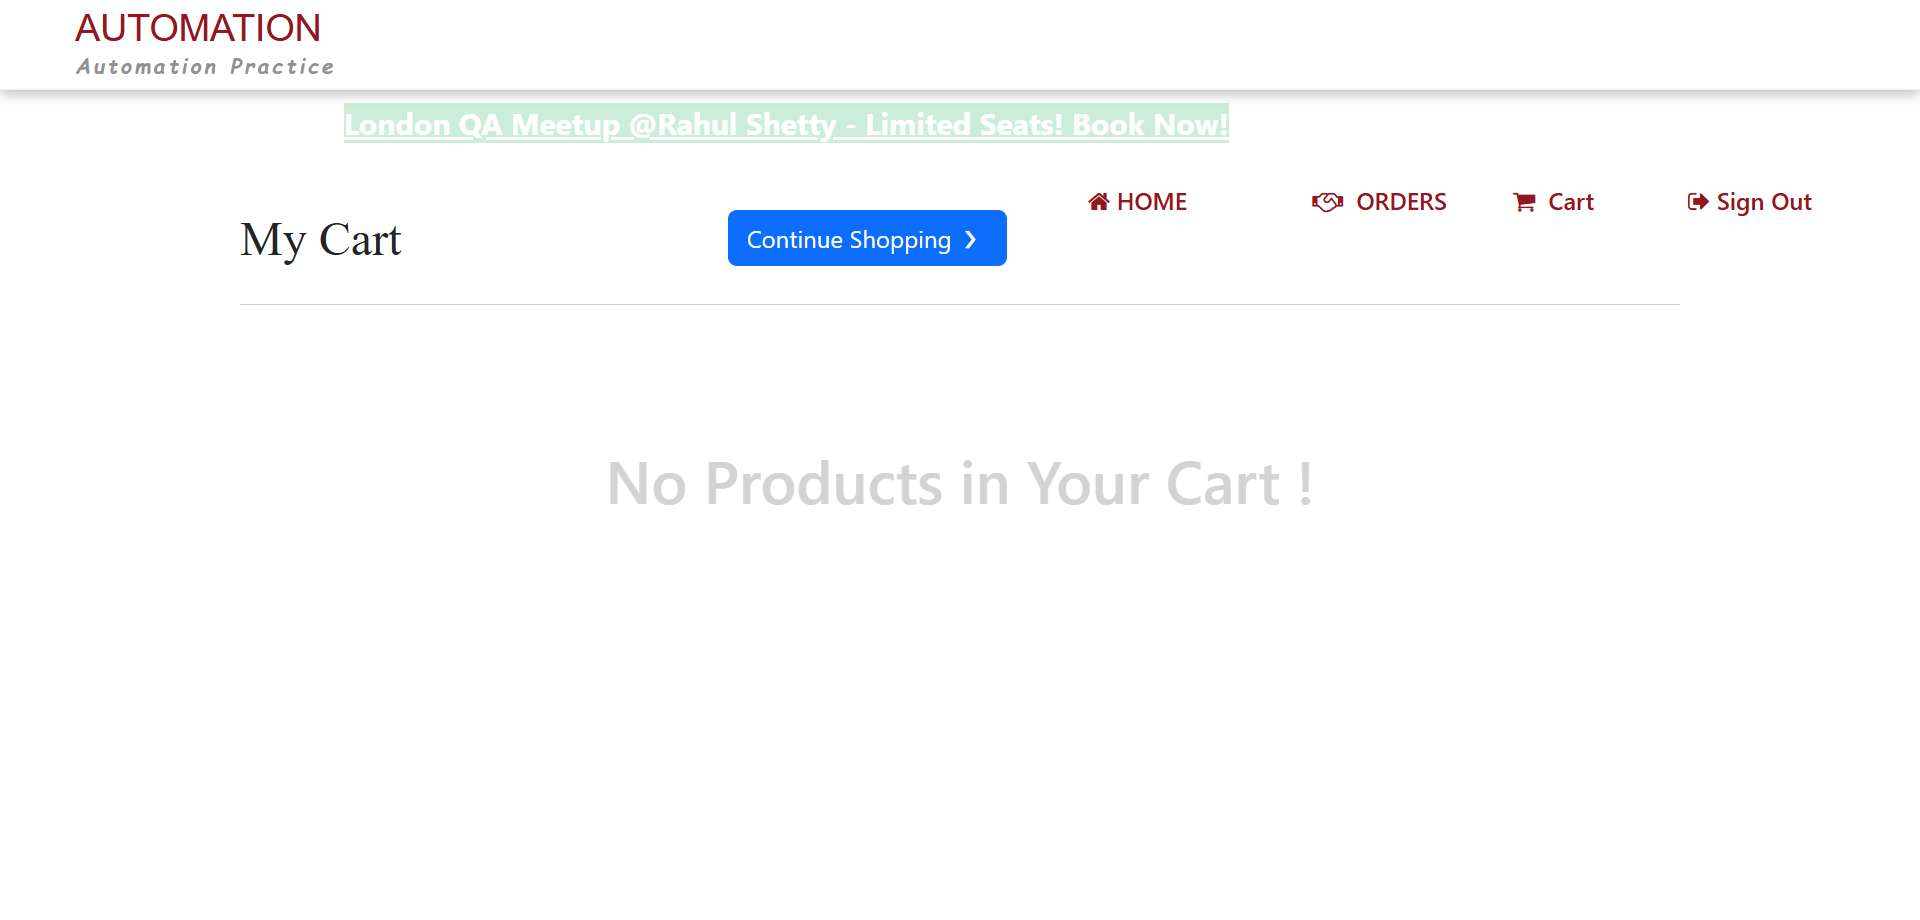 AUTOMATION
Automation Practice
London QA Meetup @Rahul Shetty - Limited Seats! Book Now!
HOME
ORDERS
Cart
Sign Out
My Cart
Continue Shopping ❯
No Products in Your Cart !